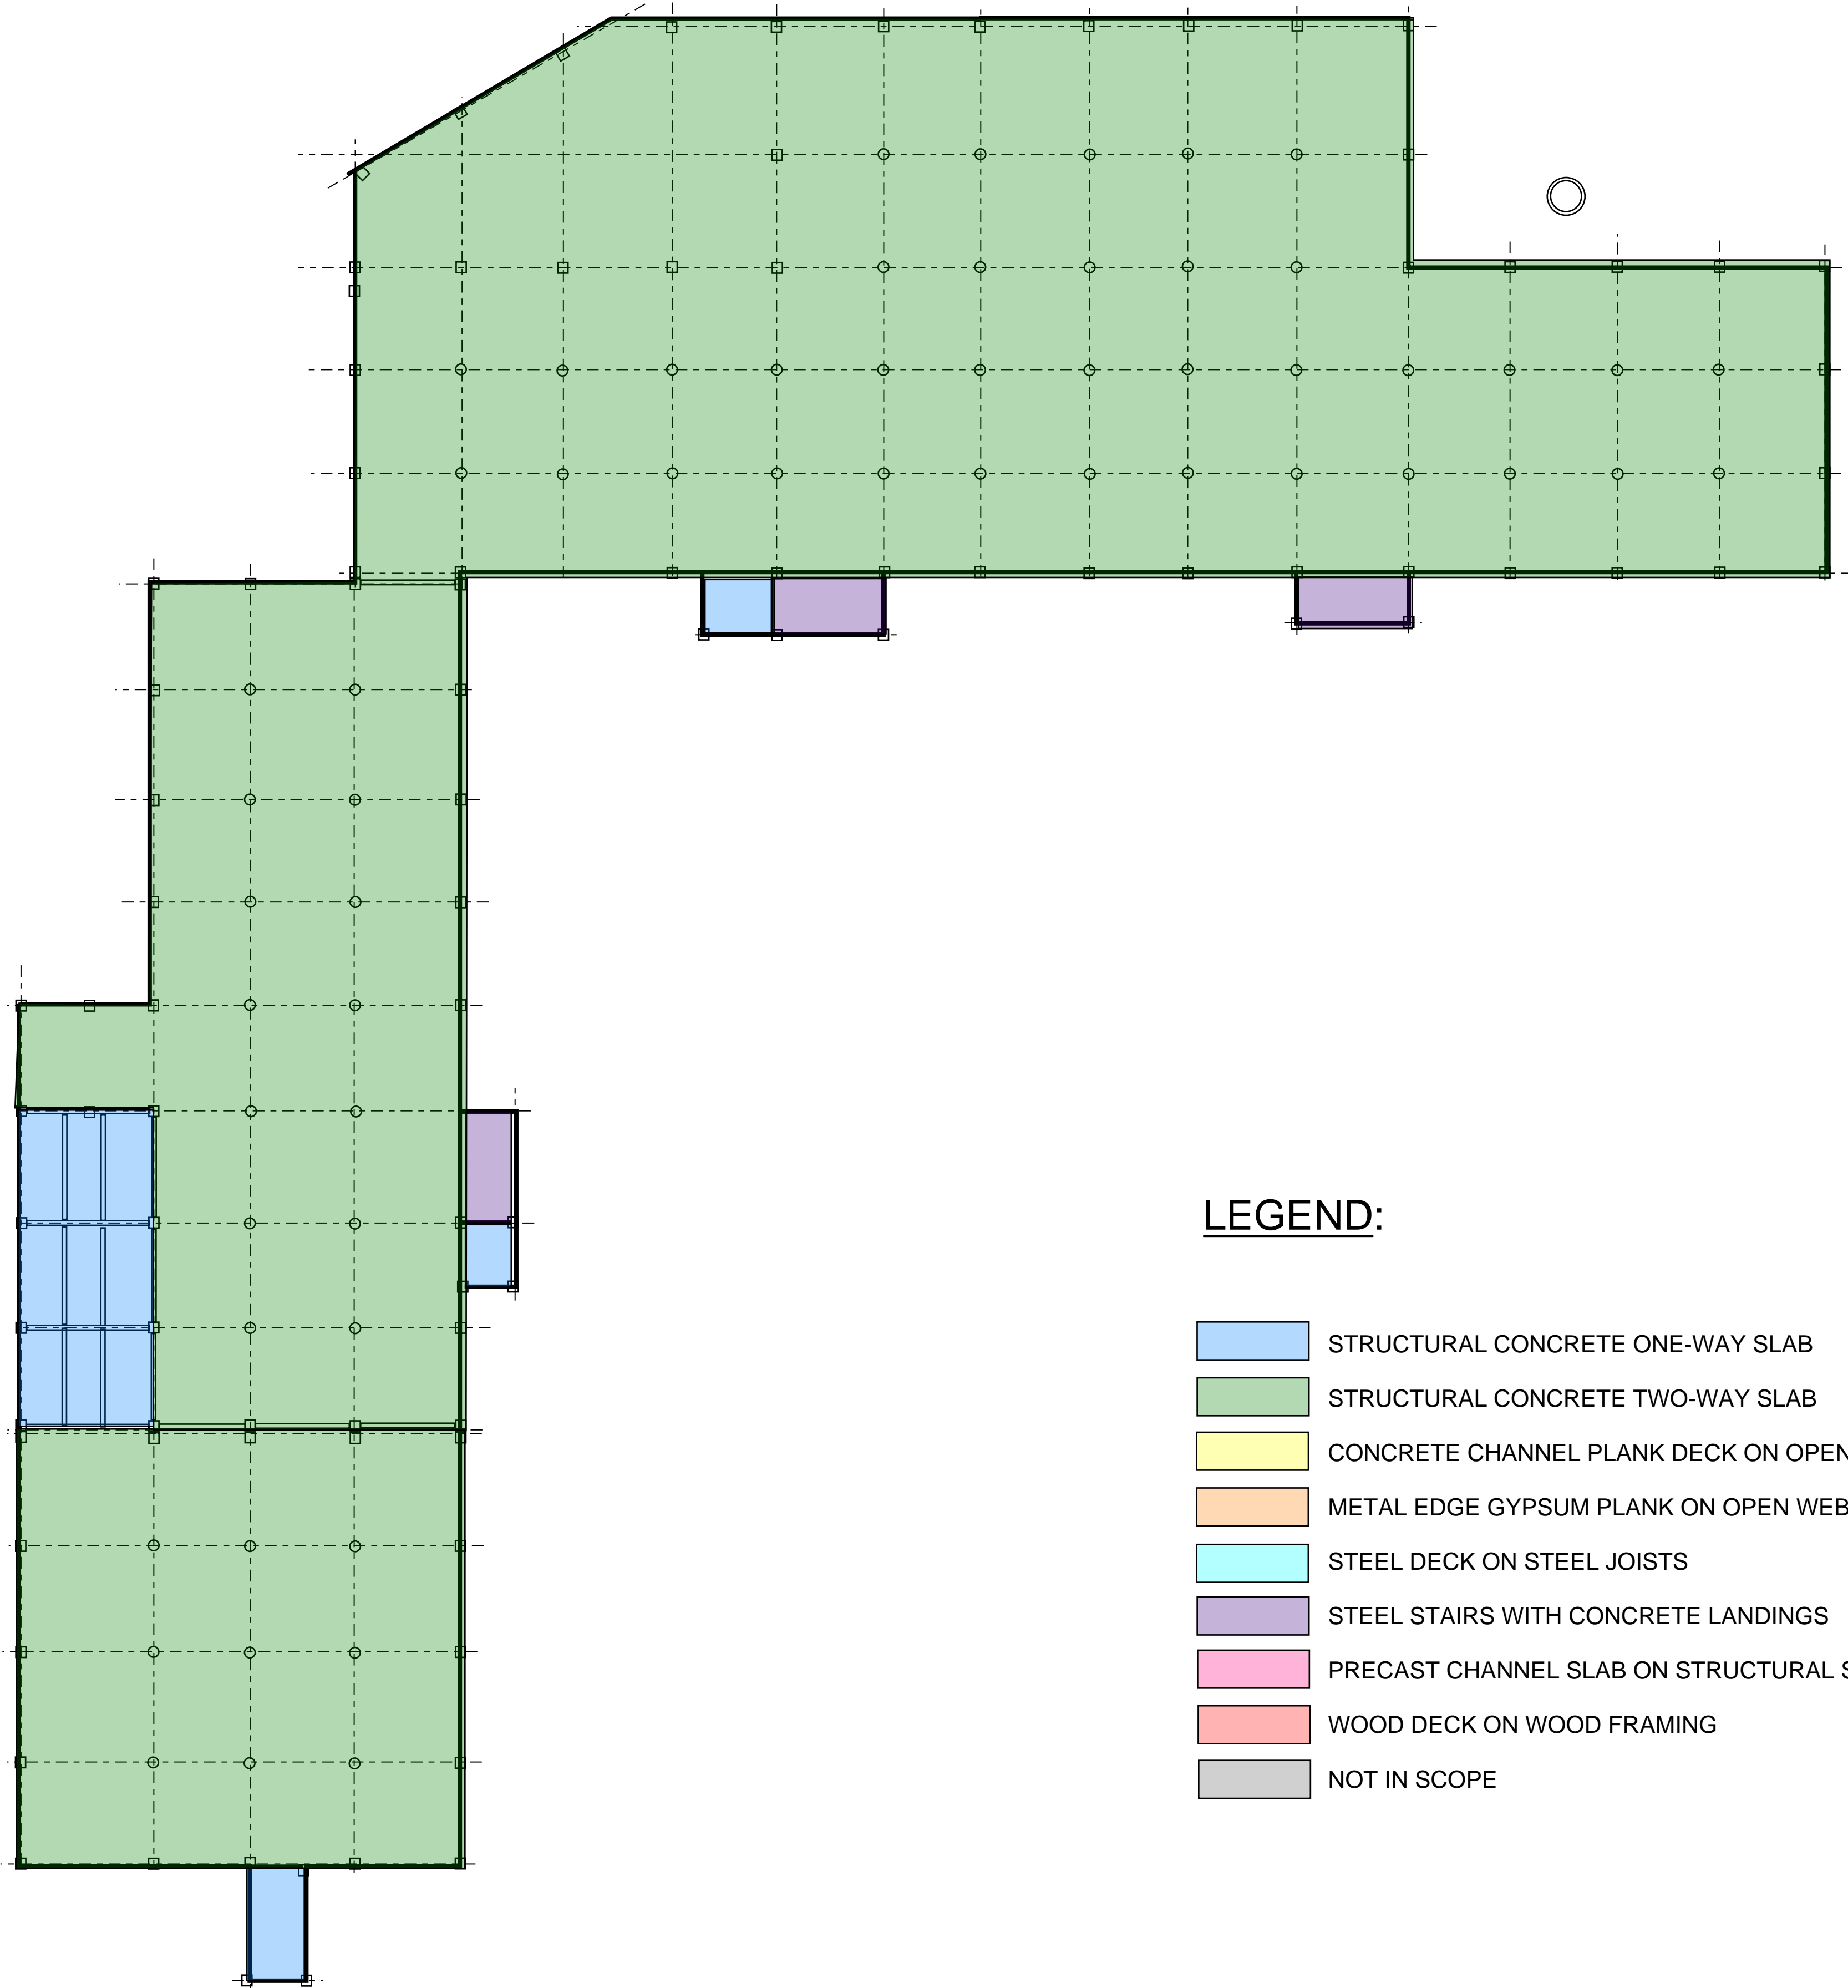 LEGEND:
STRUCTURAL CONCRETE ONE-WAY SLAB
STRUCTURAL CONCRETE TWO-WAY SLAB
CONCRETE CHANNEL PLANK DECK ON OPEN
METAL EDGE GYPSUM PLANK ON OPEN WEB
STEEL DECK ON STEEL JOISTS
STEEL STAIRS WITH CONCRETE LANDINGS
PRECAST CHANNEL SLAB ON STRUCTURAL
WOOD DECK ON WOOD FRAMING
NOT IN SCOPE